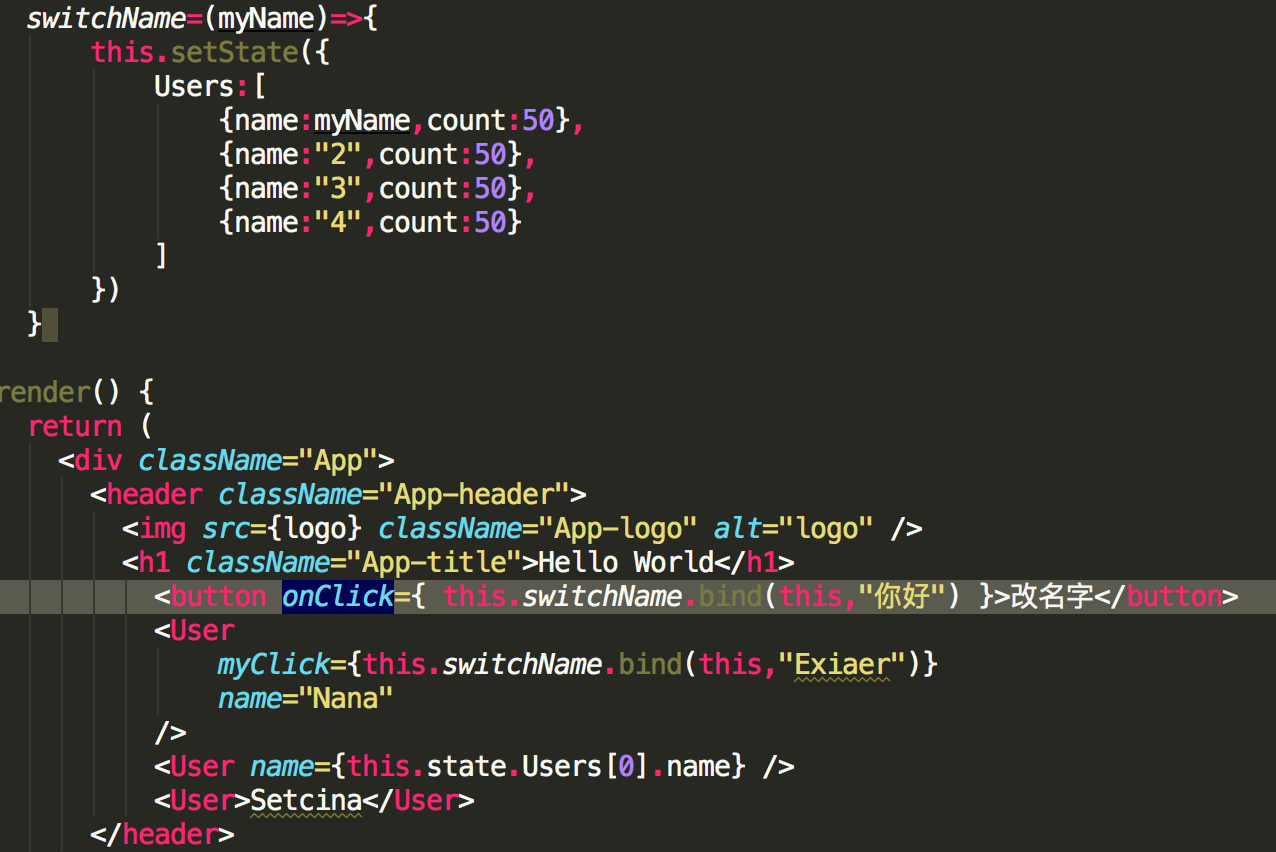 switchName=(myName)=>{
this.setState({
Users:[
{name:myName,count:50},
{name:"2",count:50},
{name:"3",count:50},
{name:"4",count:50}
]
})
}
render() {
return (
<div className="App">
<header className="App-header">
<img src={logo} className="App-logo" alt="logo" />
<h1 className="App-title">Hello World</h1>
<button onClick={ this.switchName.bind(this,"你好") }>改名字</button>
<User
myClick={this.switchName.bind(this,"Exiaer")}
name="Nana"
/>
<User name={this.state.Users[0].name} />
<User>Setcina</User>
</header>